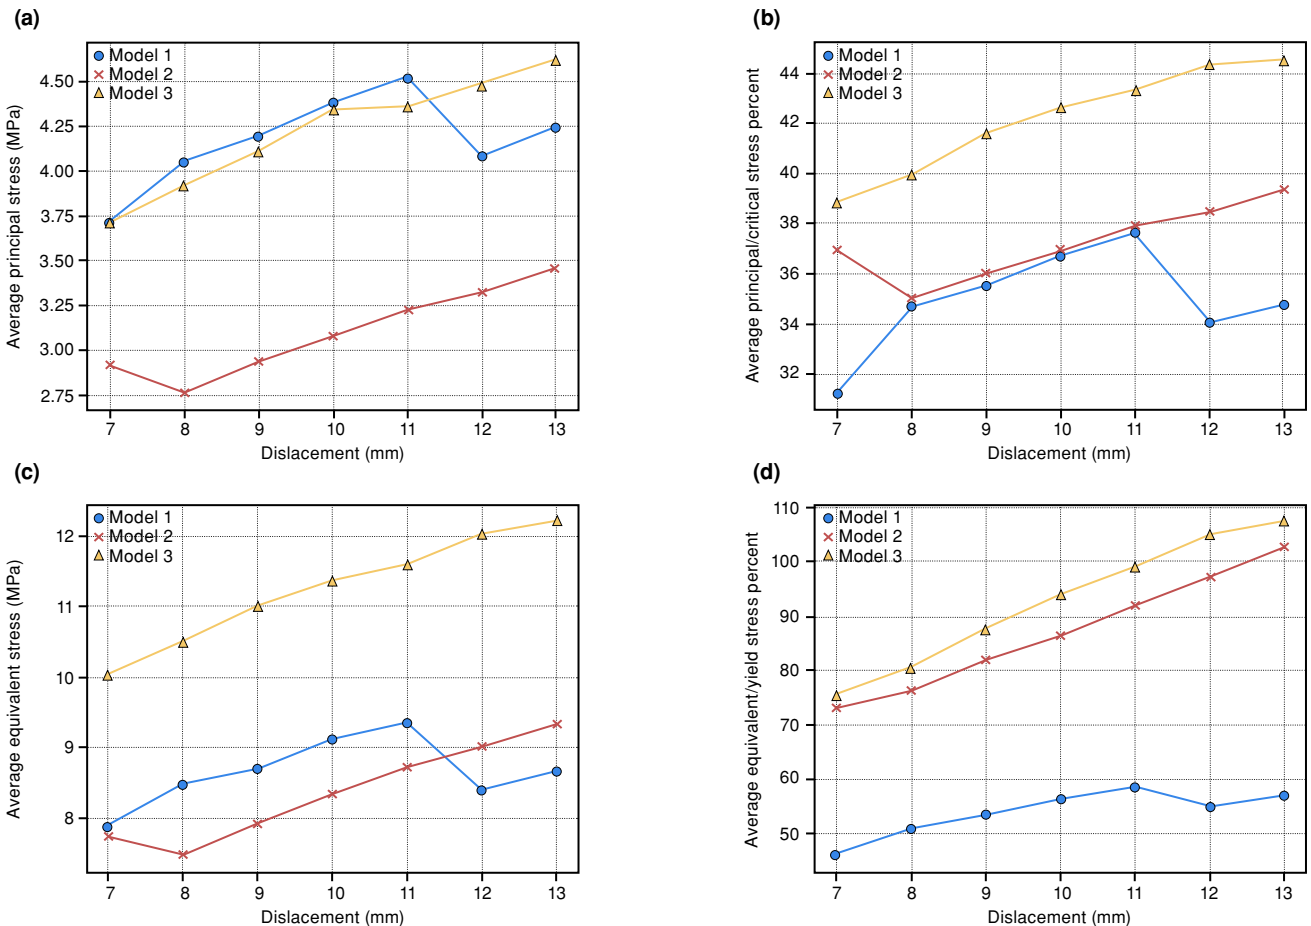 (a)
Model 1
Model 2
Model 3
4.50
4.25
4.00
3.75
3.50
3.25
3.00
2.75
Average principal stress (MPa)
7 8 9 10 11 12 13
Dislacement (mm)
(b)
Model 1
Model 2
Model 3
44
42
40
38
36
34
32
Average principal/critical stress percent
7 8 9 10 11 12 13
Dislacement (mm)
(c)
Model 1
Model 2
Model 3
12
11
10
9
8
Average equivalent stress (MPa)
7 8 9 10 11 12 13
Dislacement (mm)
(d)
Model 1
Model 2
Model 3
110
100
90
80
70
60
50
Average equivalent/yield stress percent
7 8 9 10 11 12 13
Dislacement (mm)